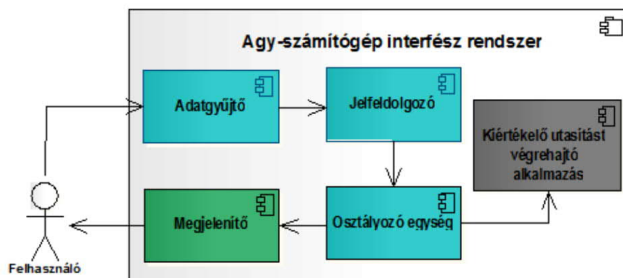 Agy-számítógép interfész rendszer
Adatgyűjtő
Jelfeldolgozó
Kiértékelő utasítást
végrehajtó
alkalmazás
Megjelenítő
Osztályozó egység
Felhasználó